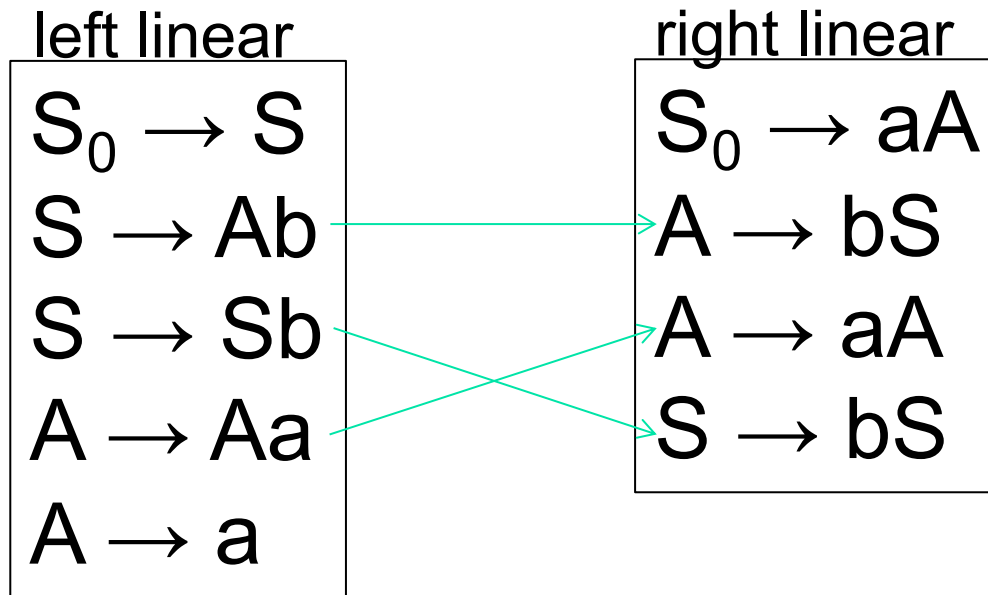 left linear
S₀ → S
S → Ab
S → Sb
A → Aa
A → a
right linear
S₀ → aA
A → bS
A → aA
S → bS